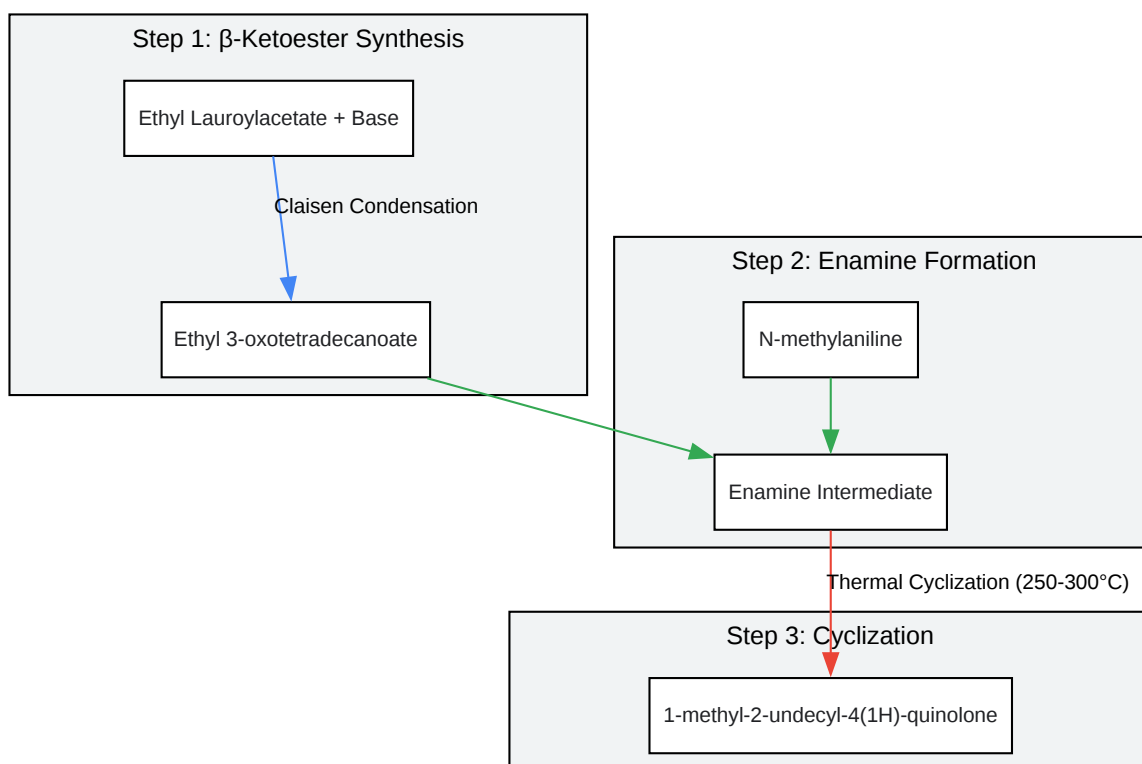 Step 1: β-Ketoester Synthesis
Ethyl Lauroylacetate + Base
Claisen Condensation
Ethyl 3-oxotetradecanoate
Step 2: Enamine Formation
N-methylaniline
Enamine Intermediate
Thermal Cyclization (250-300°C)
Step 3: Cyclization
1-methyl-2-undecyl-4(1H)-quinolone